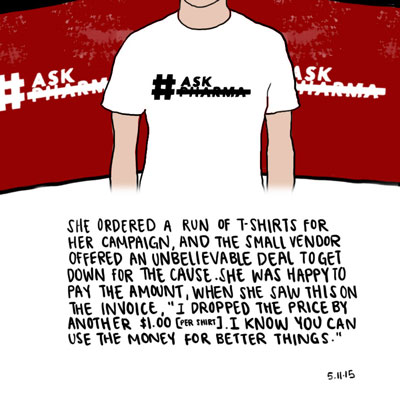 # ASK
PHARMA
# ASK
PHARMA
ASK
PHARMA
SHE ORDERED A RUN OF T-SHIRTS FOR
HER CAMPAIGN, AND THE SMALL VENDOR
OFFERED AN UNBELIEVABLE DEAL TO GET
DOWN FOR THE CAUSE. SHE WAS HAPPY TO
PAY THE AMOUNT, WHEN SHE SAW THIS ON
THE INVOICE, "I DROPPED THE PRICE BY
ANOTHER $1.00 [PER SHIRT]. I KNOW YOU CAN
USE THE MONEY FOR BETTER THINGS."
5.11.15